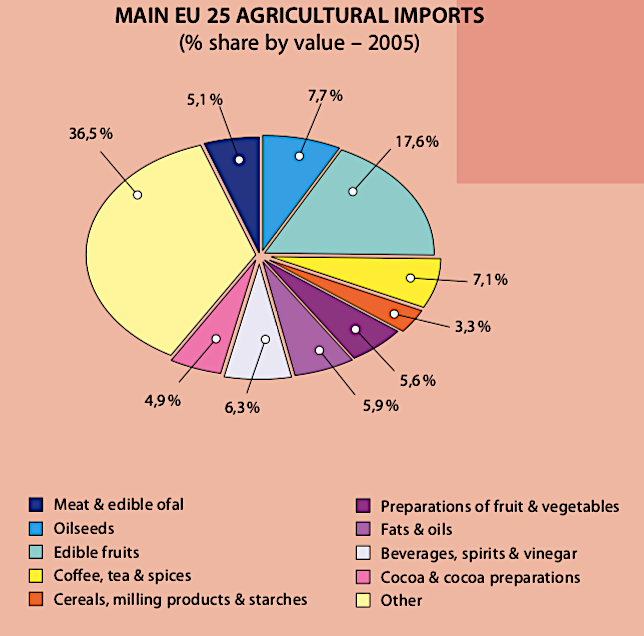 MAIN EU 25 AGRICULTURAL IMPORTS
(% share by value – 2005)
5,1 %
7,7 %
36,5 %
17,6 %
7,1 %
3,3 %
5,6 %
5,9 %
6,3 %
4,9 %
Meat & edible ofal
Oilseeds
Edible fruits
Coffee, tea & spices
Cereals, milling products & starches
Preparations of fruit & vegetables
Fats & oils
Beverages, spirits & vinegar
Cocoa & cocoa preparations
Other